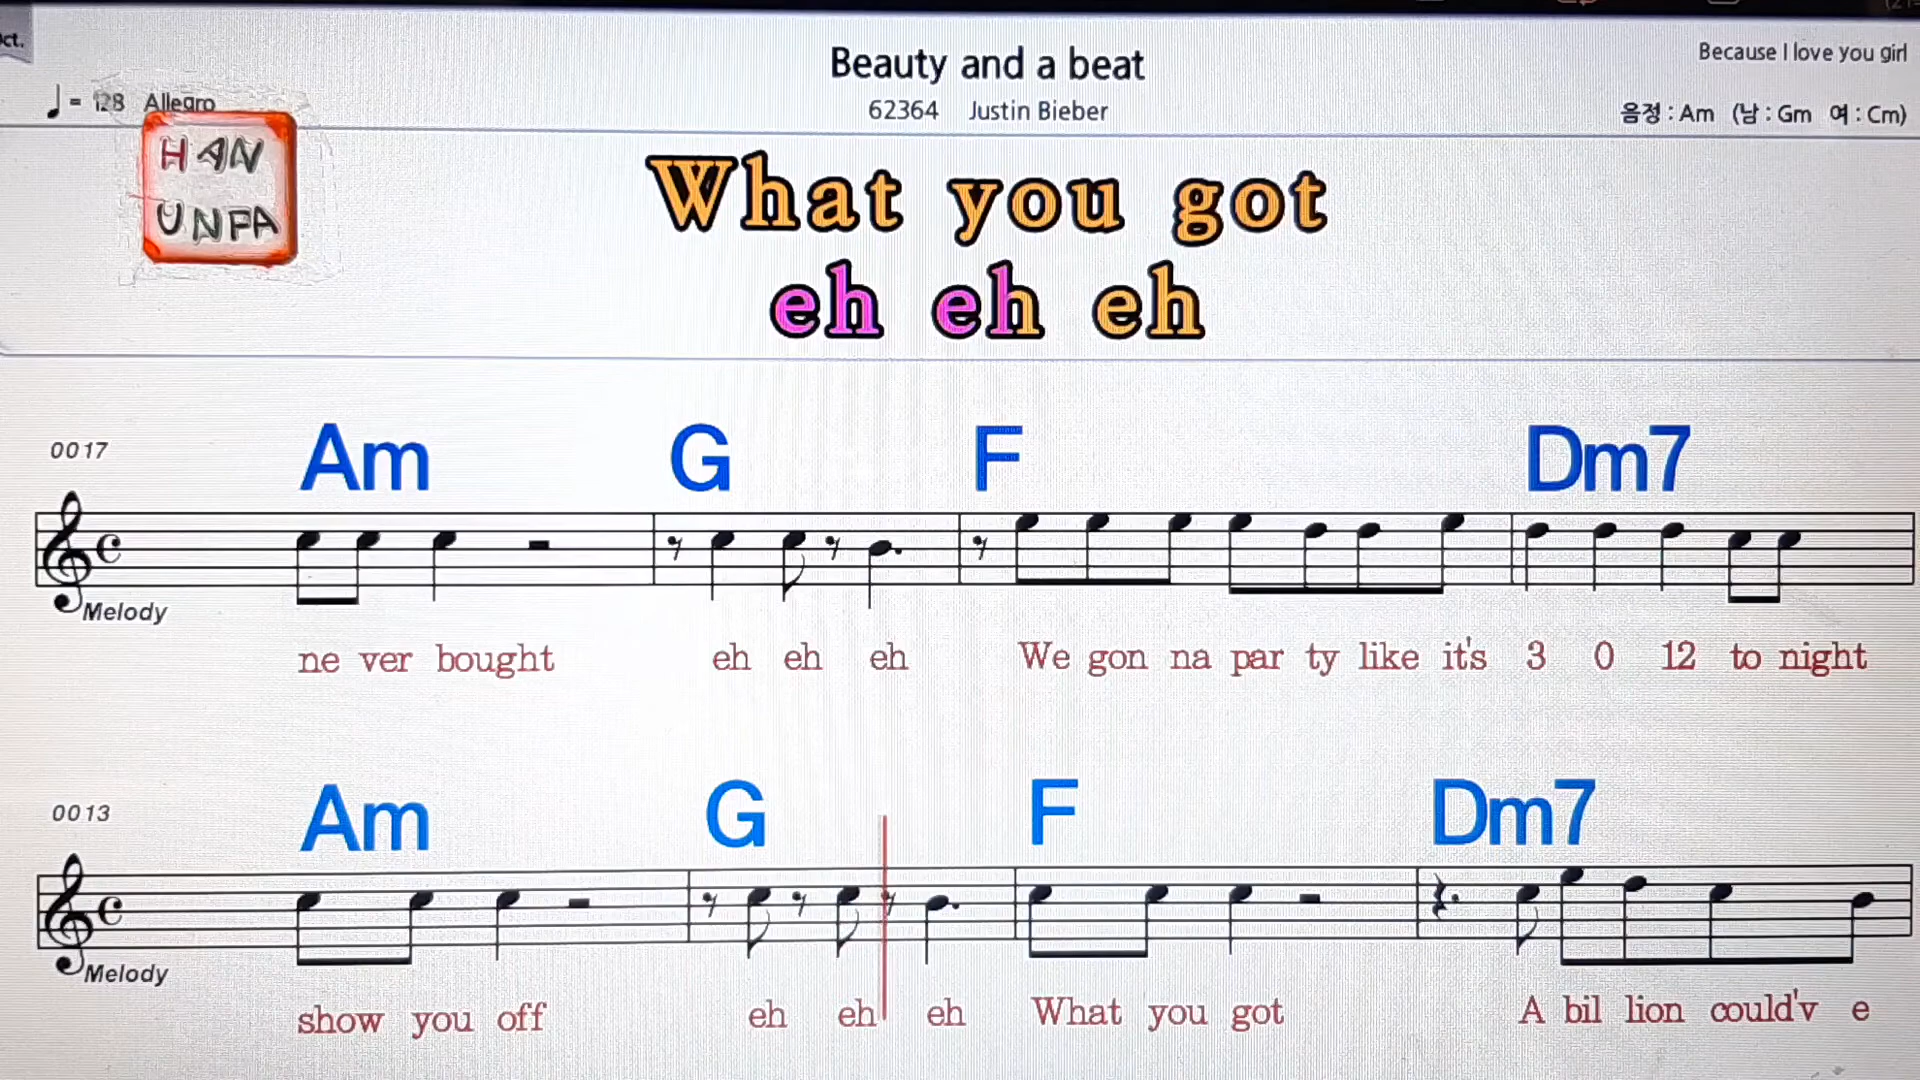 ct.
Beauty and a beat
Because I love you girl
= 128 Allegro
62364 Justin Bieber
음정 : Am (남 : Gm 여 : Cm)
HAN
UNFA
What you got
eh eh eh
0017
Am G F Dm7
Melody
ne ver bought eh eh eh We gon na par ty like it's 3 0 12 to night
0013
Am G F Dm7
Melody
show you off eh eh eh What you got A bil lion could'v e